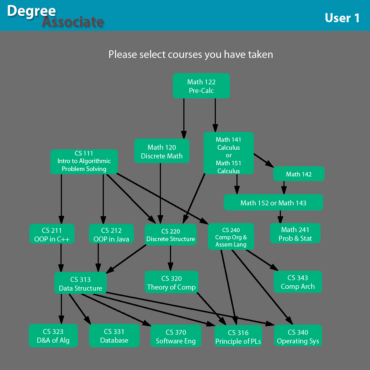 Degree
Associate
User 1
Please select courses you have taken
Math 122
Pre-Calc
Math 120
Discrete Math
Math 141
Calculus
or
Math 151
Calculus
CS 111
Intro to Algorithmic
Problem Solving
Math 142
Math 152 or Math 143
CS 211
OOP in C++
CS 212
OOP in Java
CS 220
Discrete Structure
CS 240
Comp Org &
Assem Lang
Math 241
Prob & Stat
CS 313
Data Structure
CS 320
Theory of Comp
CS 343
Comp Arch
CS 323
D&A of Alg
CS 331
Database
CS 370
Software Eng
CS 316
Principle of PLs
CS 340
Operating Sys